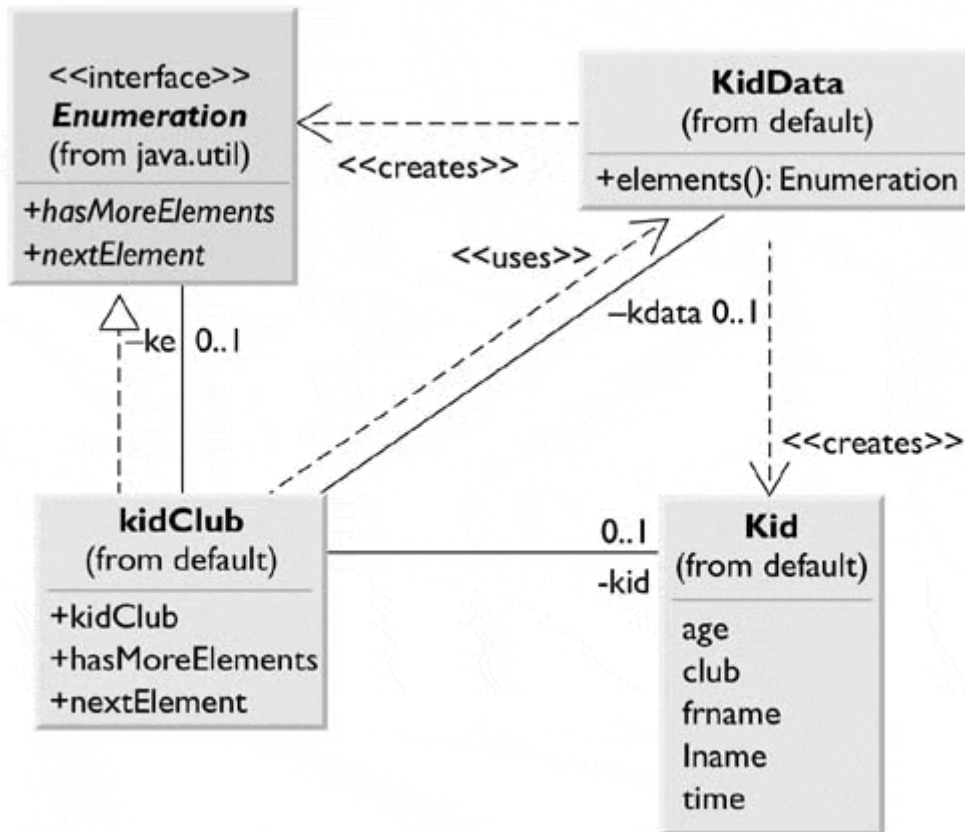 <<interface>>
Enumeration
(from java.util)
+hasMoreElements
+nextElement
KidData
(from default)
+elements(): Enumeration
<<creates>>
<<uses>>
–kdata 0..1
–ke 0..1
<<creates>>
kidClub
(from default)
+kidClub
+hasMoreElements
+nextElement
0..1
-kid
Kid
(from default)
age
club
frname
lname
time